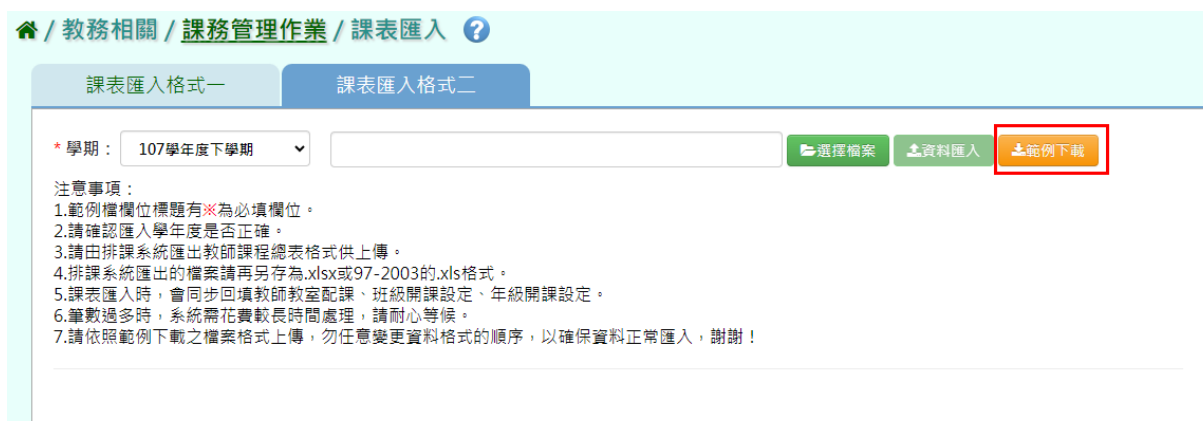 / 教務相關 / 課務管理作業 / 課表匯入 ?
課表匯入格式一 課表匯入格式二
* 學期： 107學年度下學期 選擇檔案 資料匯入 範例下載
注意事項：
1.範例檔欄位標題有※為必填欄位。
2.請確認匯入學年度是否正確。
3.請由排課系統匯出教師課程總表格式供上傳。
4.排課系統匯出的檔案請再另存為.xlsx或97-2003的.xls格式。
5.課表匯入時，會同步回填教師教室配課、班級開課設定、年級開課設定。
6.筆數過多時，系統需花費較長時間處理，請耐心等候。
7.請依照範例下載之檔案格式上傳，勿任意變更資料格式的順序，以確保資料正常匯入，謝謝！